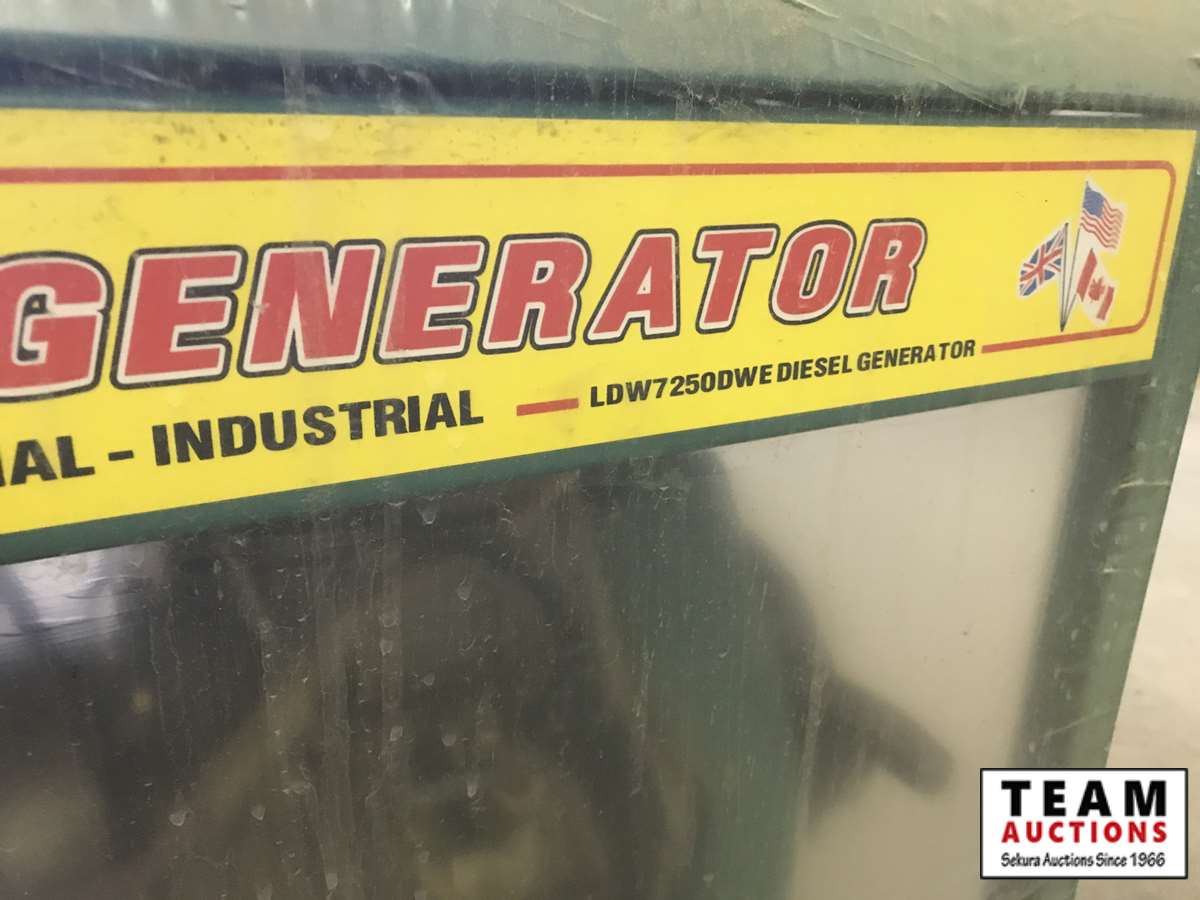 GENERATOR
IAL - INDUSTRIAL — LDW7250DWE DIESEL GENERATOR
TEAM
AUCTIONS
Sekura Auctions Since 1966